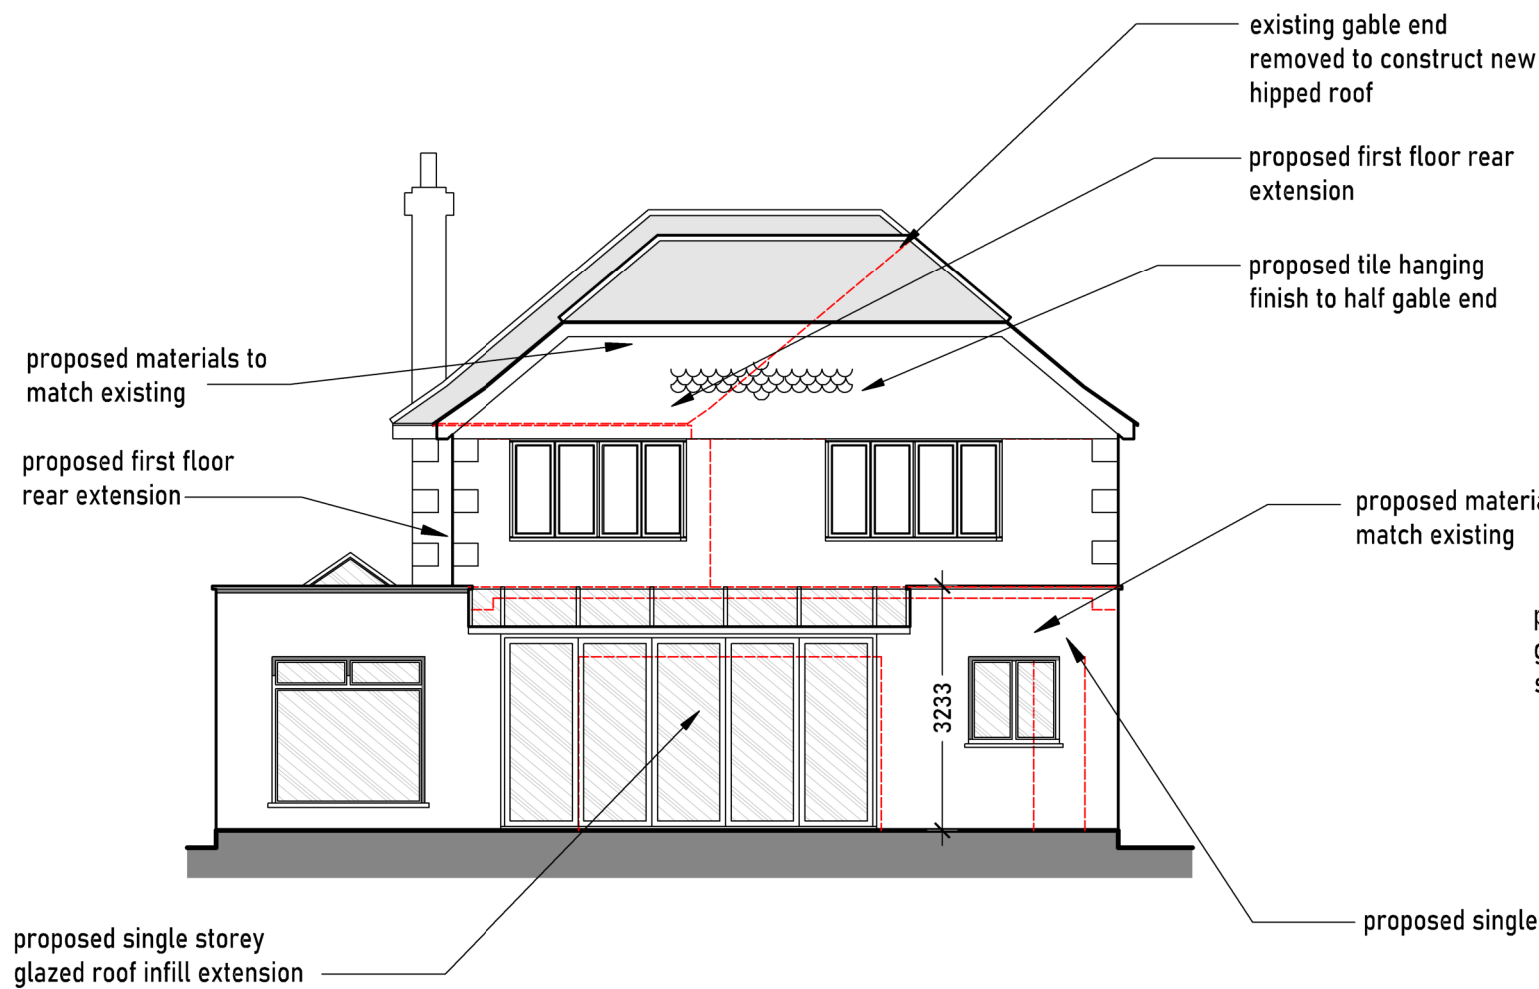 existing gable end
removed to construct new
hipped roof
proposed first floor rear
extension
proposed tile hanging
finish to half gable end
proposed materials to
match existing
proposed first floor
rear extension
match existing
3233
proposed single
proposed single storey
glazed roof infill extension